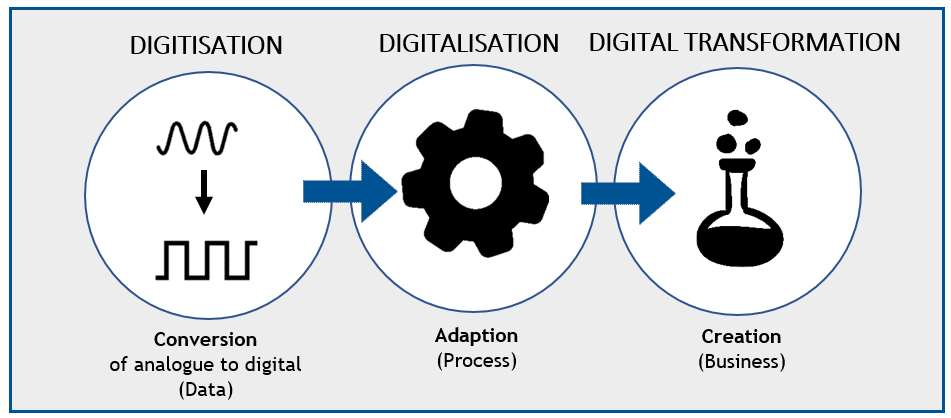 DIGITISATION
DIGITALISATION
DIGITAL TRANSFORMATION
Conversion
of analogue to digital
(Data)
Adaption
(Process)
Creation
(Business)